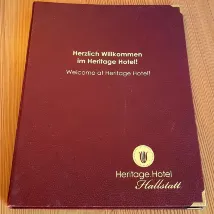 Herzlich Willkommen
im Heritage Hotel!
Welcome at Heritage Hotel!
Heritage.Hotel
Hallstatt